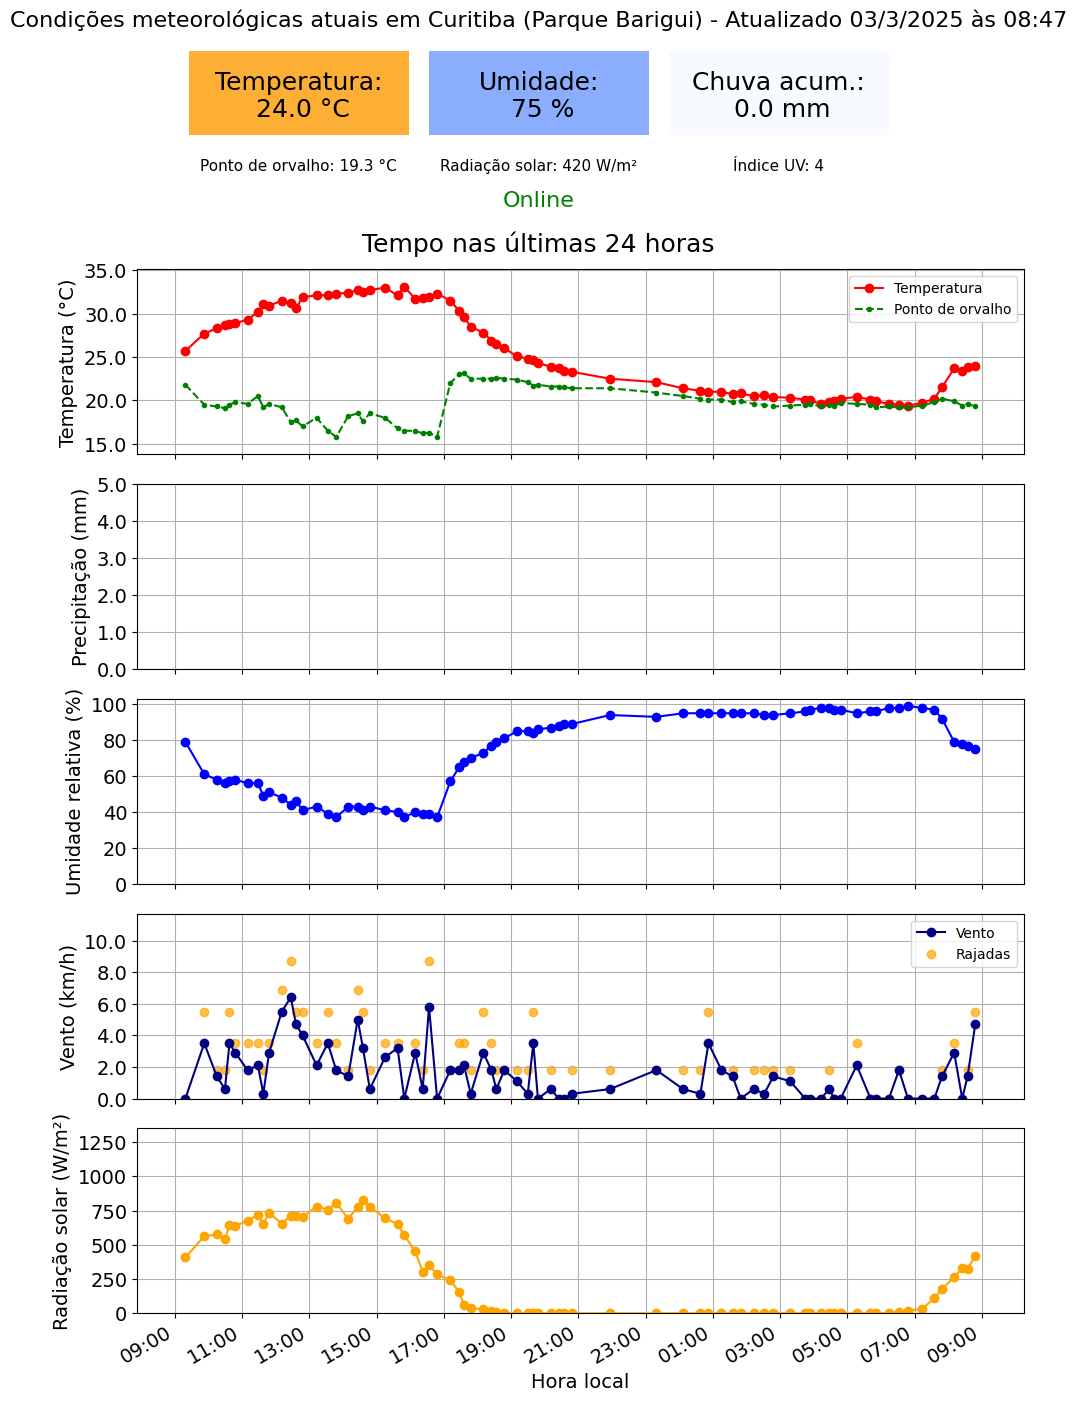 Condições meteorológicas atuais em Curitiba (Parque Barigui) - Atualizado 03/3/2025 às 08:47
Temperatura:
24.0 °C
Umidade:
75 %
Chuva acum.:
0.0 mm
Ponto de orvalho: 19.3 °C
Radiação solar: 420 W/m²
Índice UV: 4
Online
Tempo nas últimas 24 horas
Temperatura (°C)
35.0
30.0
25.0
20.0
15.0
Temperatura
Ponto de orvalho
Precipitação (mm)
5.0
4.0
3.0
2.0
1.0
0.0
Umidade relativa (%)
100
80
60
40
20
0
Vento (km/h)
10.0
8.0
6.0
4.0
2.0
0.0
Vento
Rajadas
Radiação solar (W/m²)
1250
1000
750
500
250
0
09:00
11:00
13:00
15:00
17:00
19:00
21:00
23:00
01:00
03:00
05:00
07:00
09:00
Hora local